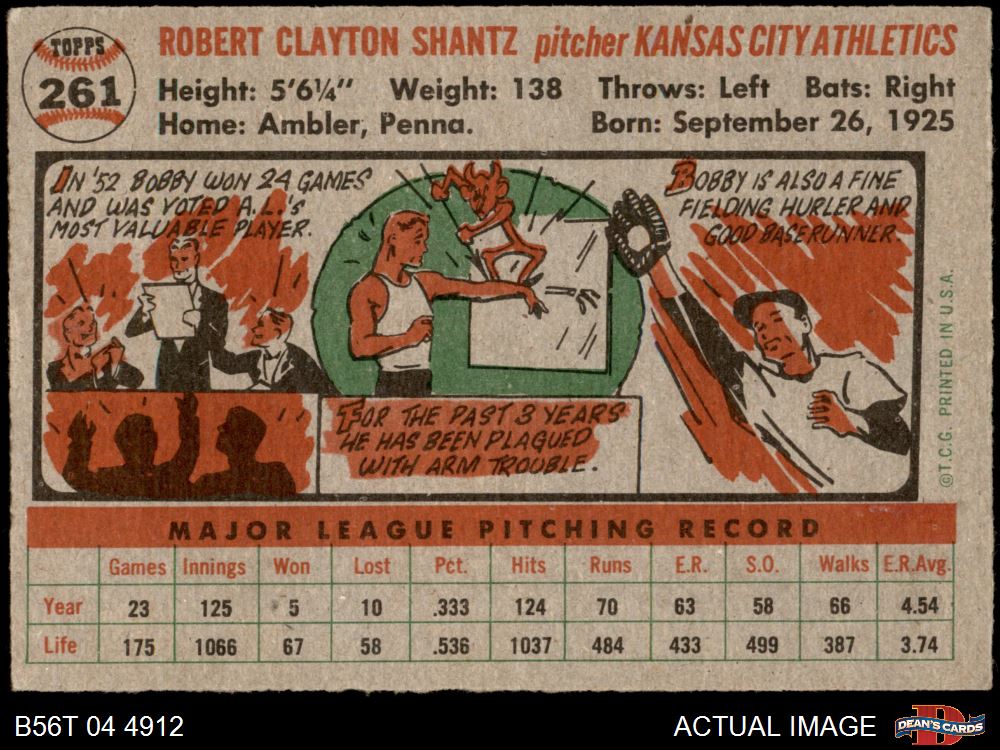 TOPPS
261
ROBERT CLAYTON SHANTZ pitcher KANSAS CITY ATHLETICS
Height: 5'6¼" Weight: 138 Throws: Left Bats: Right
Home: Ambler, Penna. Born: September 26, 1925
IN '52 BOBBY WON 24 GAMES
AND WAS VOTED A.L.'S
MOST VALUABLE PLAYER.
FOR THE PAST 3 YEARS
HE HAS BEEN PLAGUED
WITH ARM TROUBLE.
BOBBY IS ALSO A FINE
FIELDING HURLER AND
GOOD BASERUNNER.
©T.C.G. PRINTED IN U.S.A.
MAJOR LEAGUE PITCHING RECORD
Games Innings Won Lost Pct. Hits Runs E.R. S.O. Walks E.R.Avg.
Year 23 125 5 10 .333 124 70 63 58 66 4.54
Life 175 1066 67 58 .536 1037 484 433 499 387 3.74
B56T 04 4912
ACTUAL IMAGE
D
DEAN'S CARDS